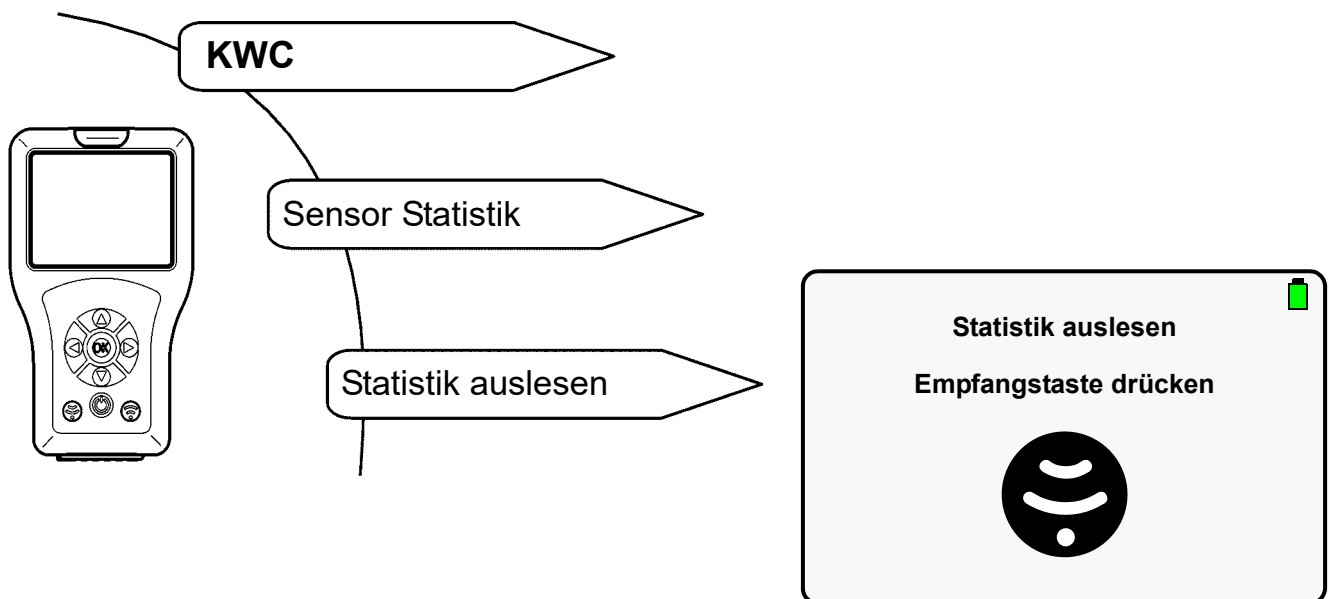 KWC
Sensor Statistik
Statistik auslesen
OK
Statistik auslesen
Empfangstaste drücken